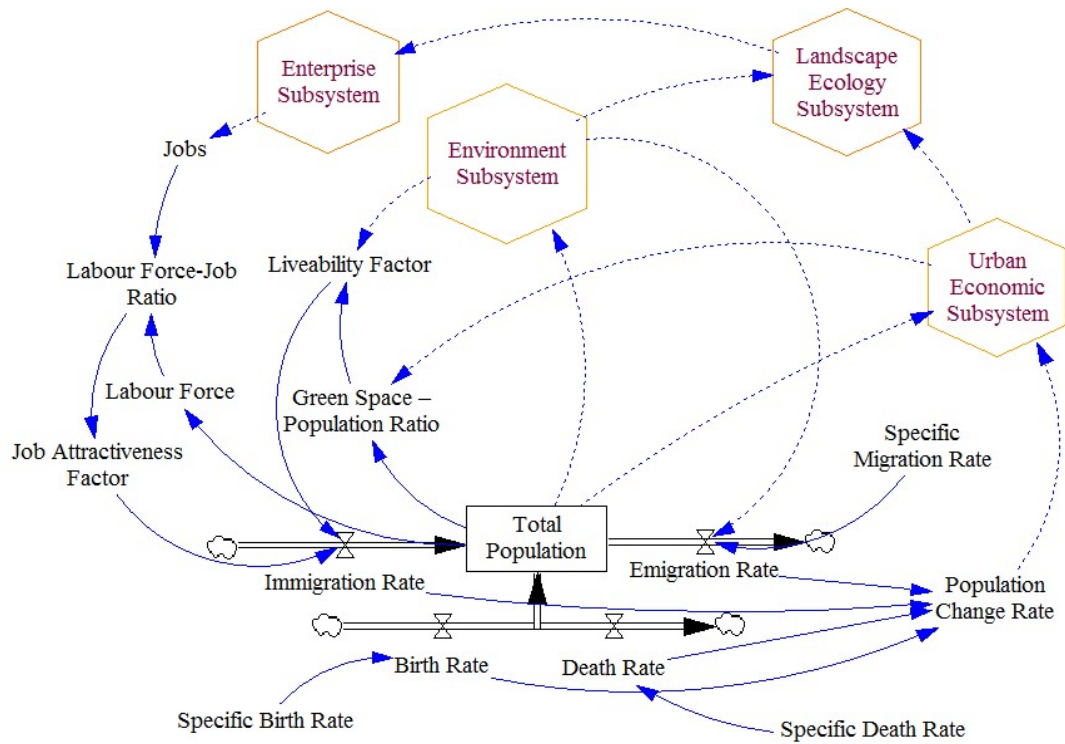 Enterprise
Subsystem
Landscape
Ecology
Subsystem
Environment
Subsystem
Jobs
Labour Force-Job
Ratio
Liveability Factor
Urban
Economic
Subsystem
Labour Force
Green Space –
Population Ratio
Job Attractiveness
Factor
Specific
Migration Rate
Total
Population
Immigration Rate
Emigration Rate
Population
Change Rate
Birth Rate
Death Rate
Specific Birth Rate
Specific Death Rate